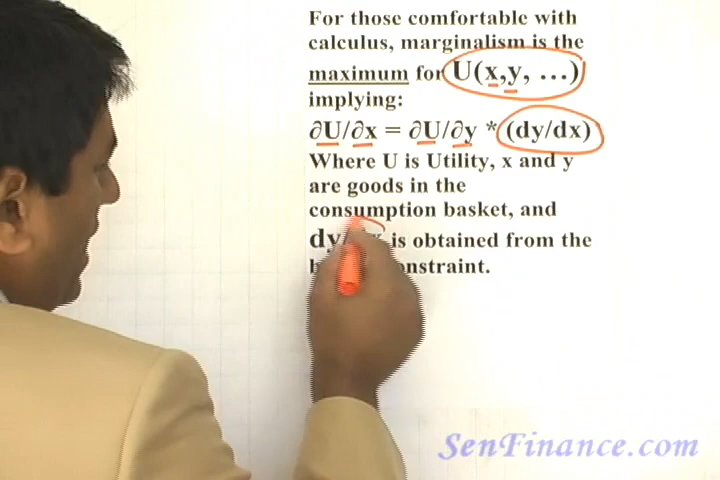 For those comfortable with
calculus, marginalism is the
maximum for U(x,y, …)
implying:
∂U/∂x = ∂U/∂y * (dy/dx)
Where U is Utility, x and y
are goods in the
consumption basket, and
is obtained from the
SenFinance.com